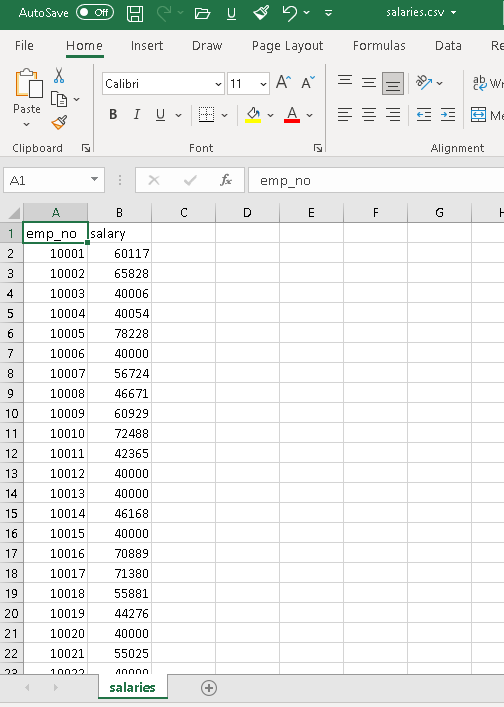 AutoSave Off salaries.csv
File Home Insert Draw Page Layout Formulas Data Re
Paste Calibri 11 A A ab Wr
B I U A Me
Clipboard Font Alignment
A1 fx emp_no
A B C D E F G H
1 emp_no salary
2 10001 60117
3 10002 65828
4 10003 40006
5 10004 40054
6 10005 78228
7 10006 40000
8 10007 56724
9 10008 46671
10 10009 60929
11 10010 72488
12 10011 42365
13 10012 40000
14 10013 40000
15 10014 46168
16 10015 40000
17 10016 70889
18 10017 71380
19 10018 55881
20 10019 44276
21 10020 40000
22 10021 55025
23 10022 40000
salaries